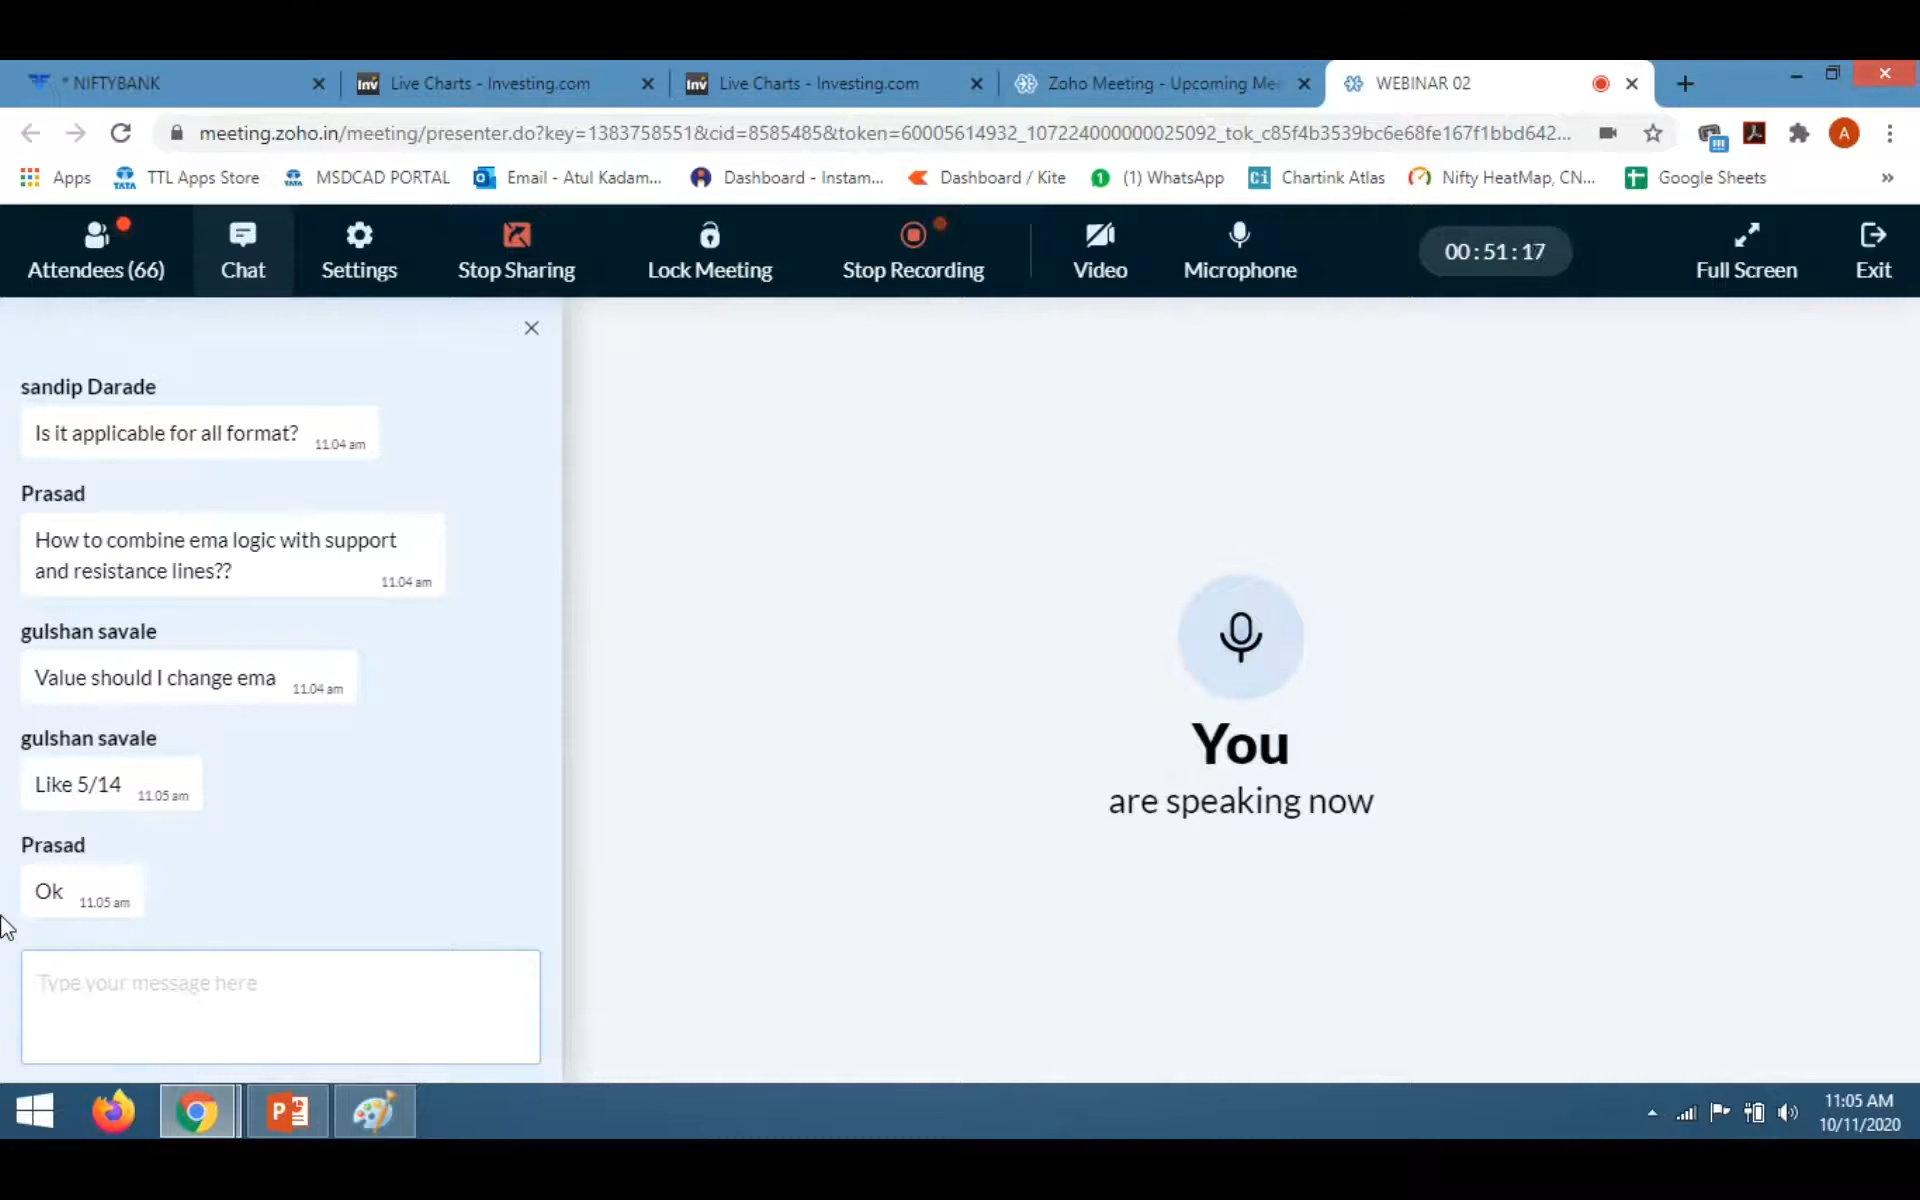 * NIFTYBANK
Live Charts - Investing.com
Live Charts - Investing.com
Zoho Meeting - Upcoming Mee
WEBINAR 02
meeting.zoho.in/meeting/presenter.do?key=1383758551&cid=8585485&token=60005614932_107224000000025092_tok_c85f4b3539bc6e68fe167f1bbd642...
A
Apps
TTL Apps Store
MSDCAD PORTAL
Email - Atul Kadam...
Dashboard - Instam...
Dashboard / Kite
(1) WhatsApp
Chartink Atlas
Nifty HeatMap, CN...
Google Sheets
»
Attendees (66)
Chat
Settings
Stop Sharing
Lock Meeting
Stop Recording
Video
Microphone
00:51:17
Full Screen
Exit
sandip Darade
Is it applicable for all format? 11.04 am
Prasad
How to combine ema logic with support
and resistance lines?? 11.04 am
gulshan savale
Value should I change ema 11.04 am
gulshan savale
Like 5/14 11.05 am
Prasad
Ok 11.05 am
Type your message here
You
are speaking now
11:05 AM
10/11/2020